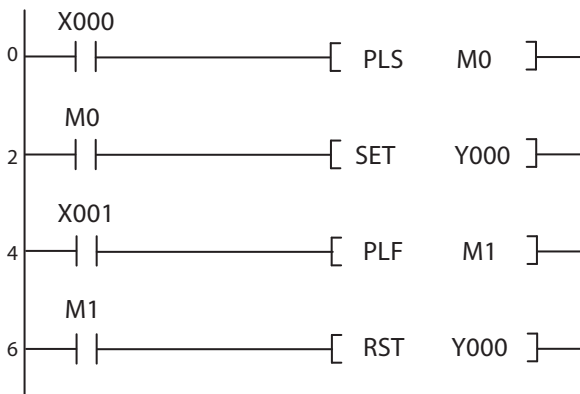 X000
0 PLS M0
M0
2 SET Y000
X001
4 PLF M1
M1
6 RST Y000